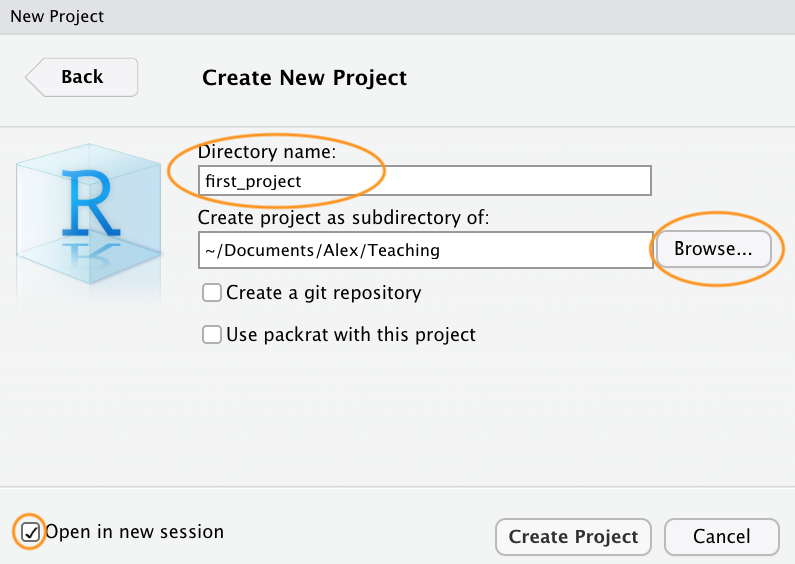 New Project
Back
Create New Project
R
Directory name:
first_project
Create project as subdirectory of:
~/Documents/Alex/Teaching
Browse...
Create a git repository
Use packrat with this project
Open in new session
Create Project
Cancel